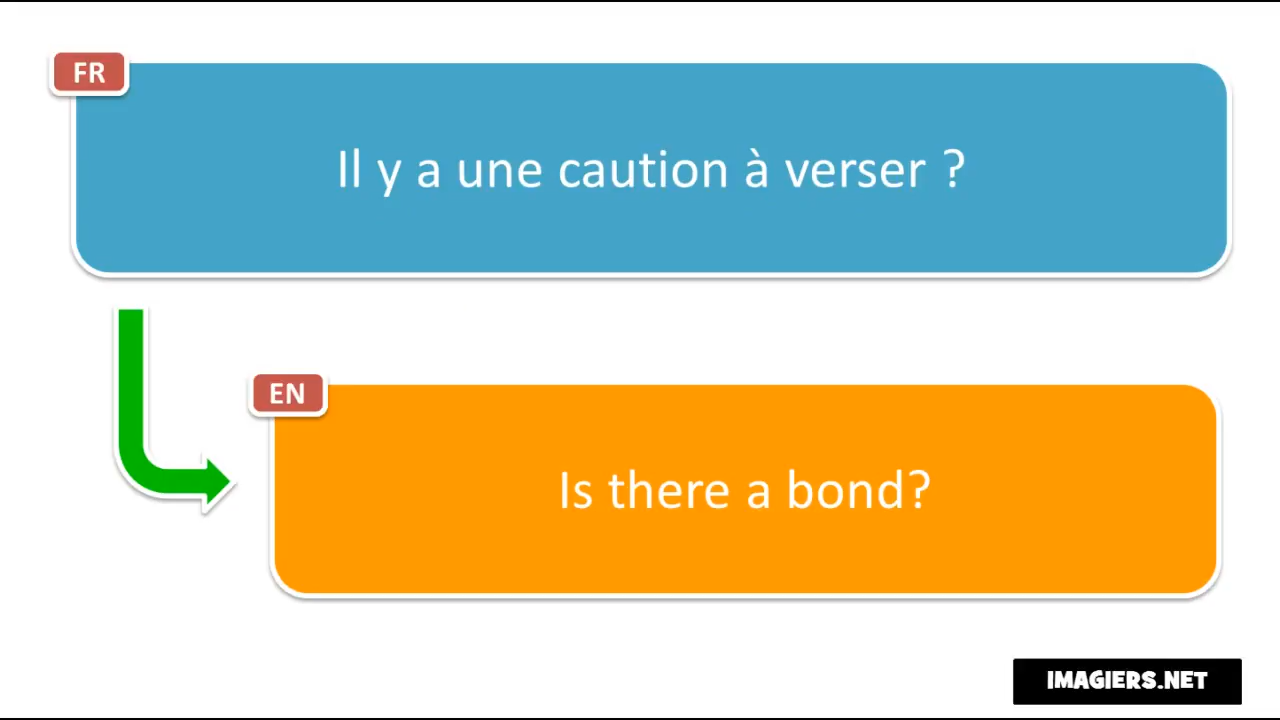 FR
Il y a une caution à verser ?
EN
Is there a bond?
IMAGIERS.NET